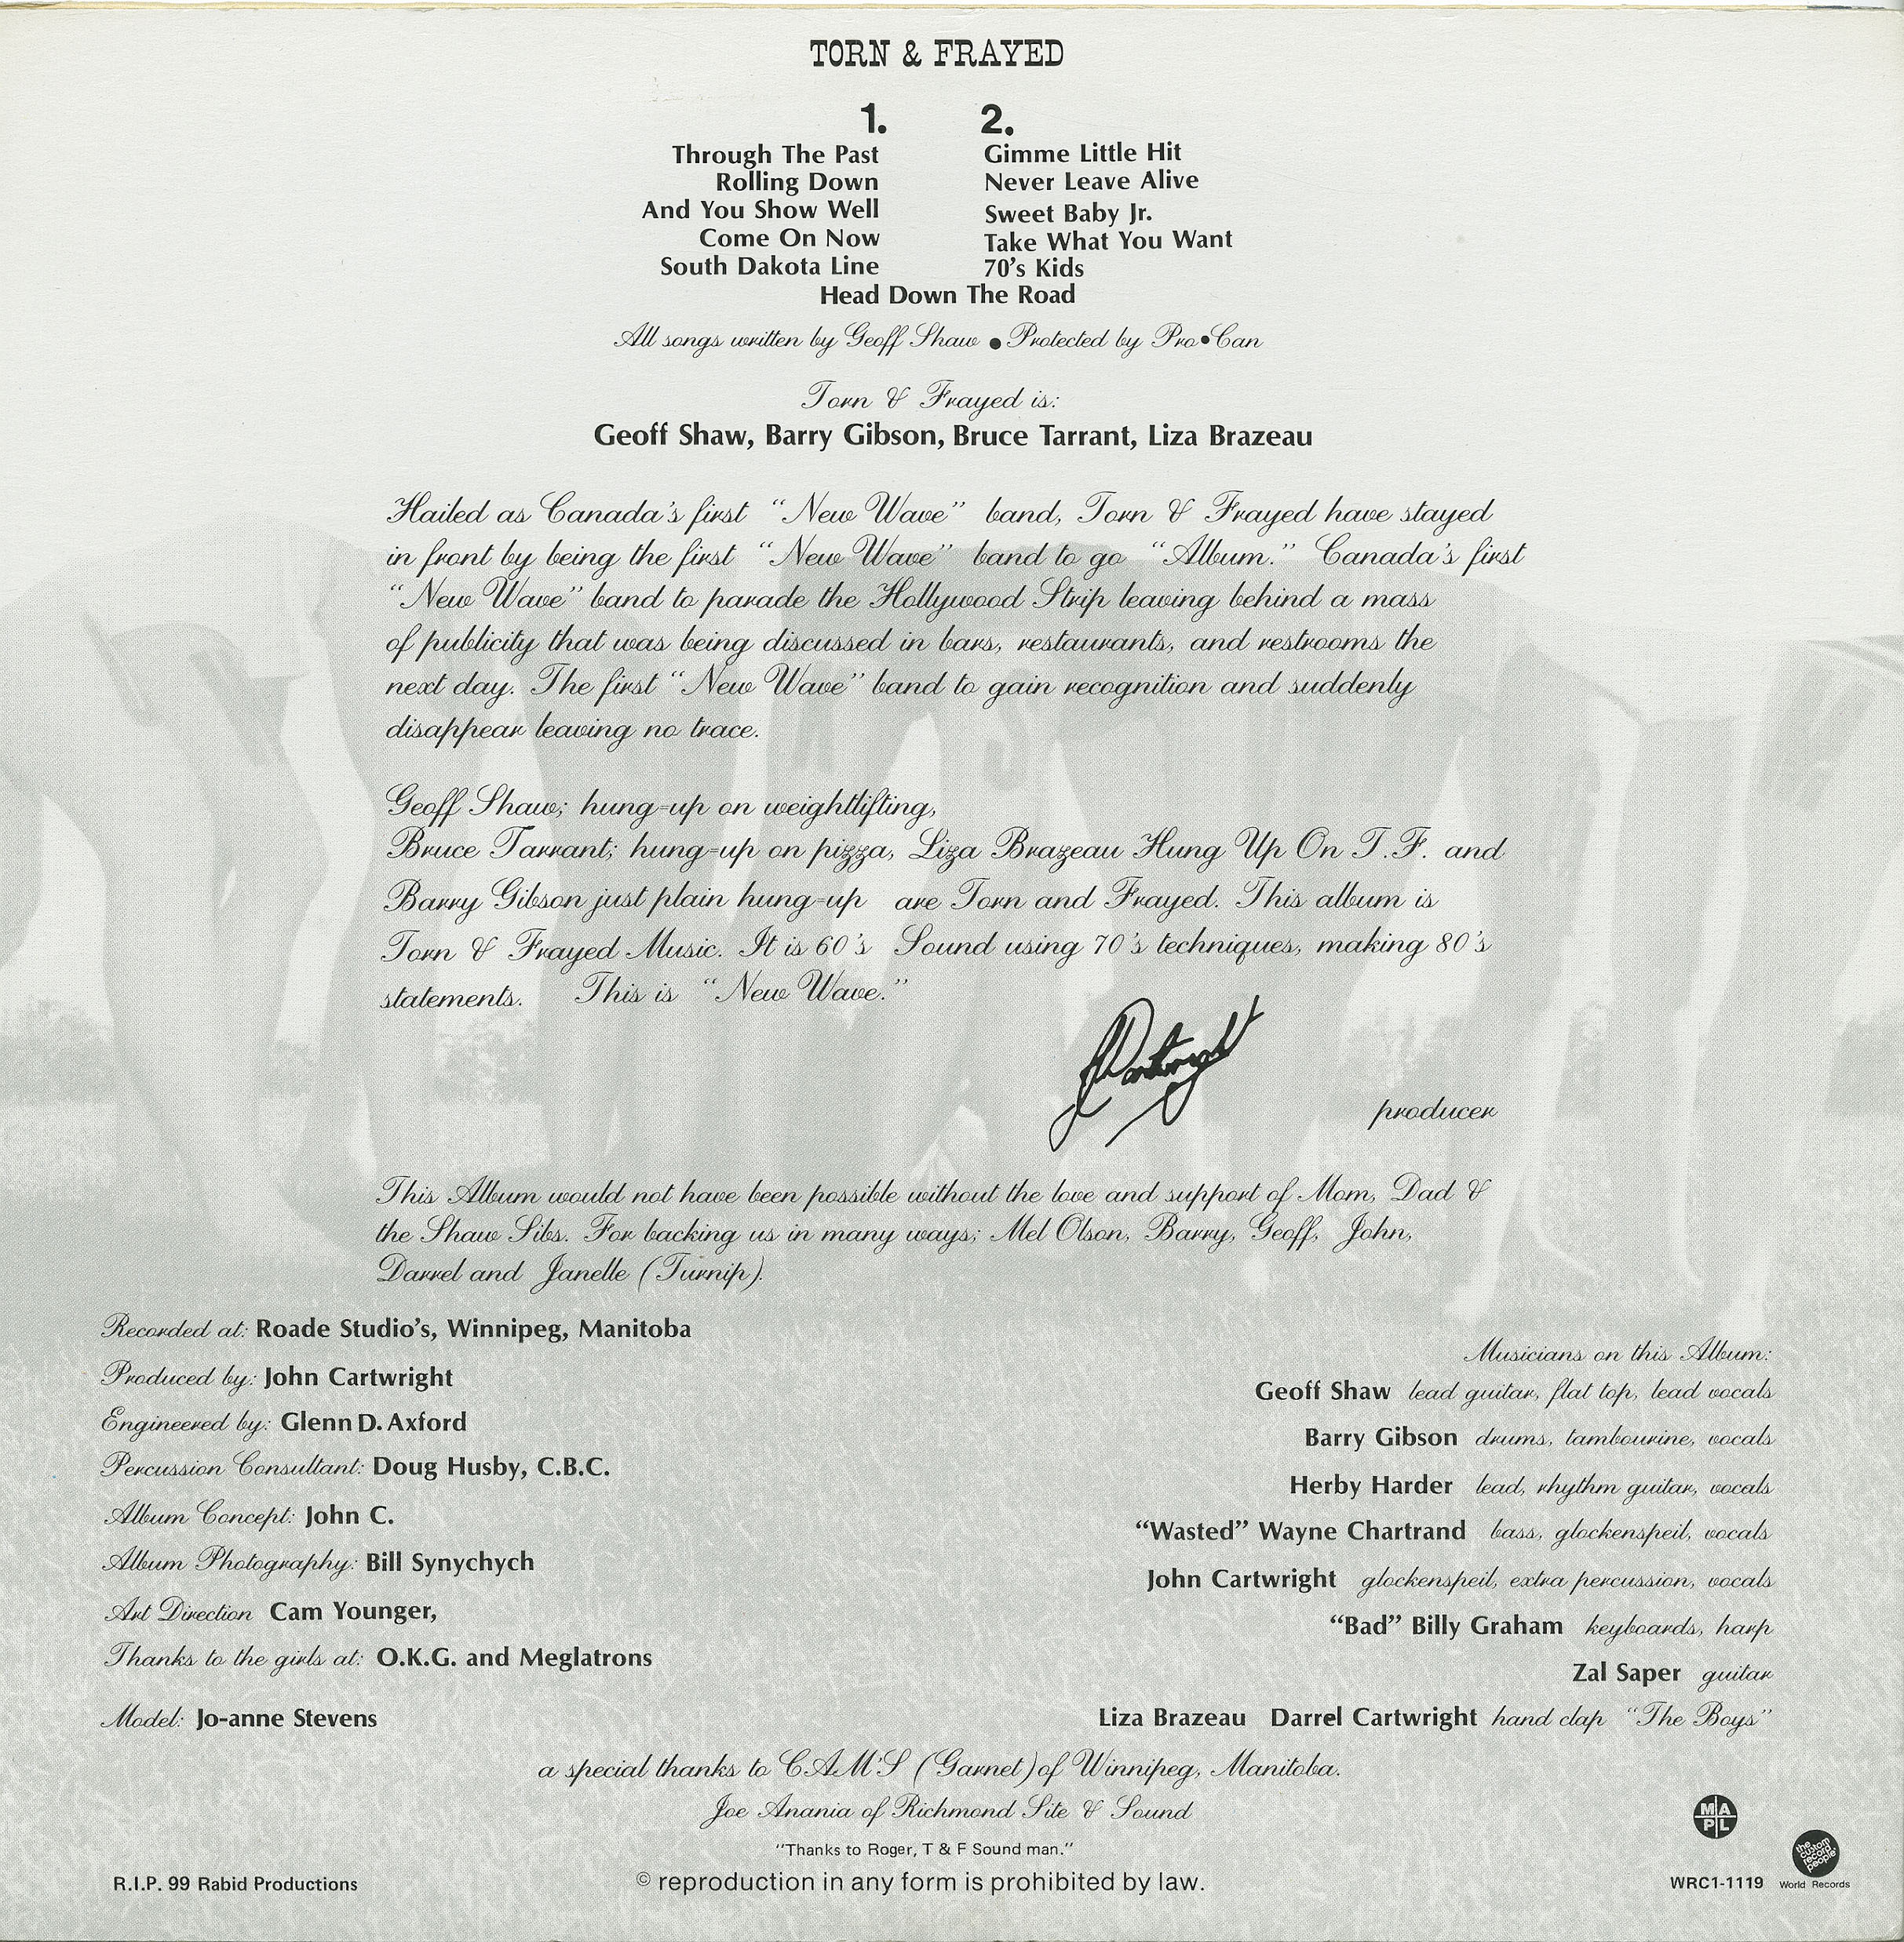 TORN & FRAYED
1.
Through The Past
Rolling Down
And You Show Well
Come On Now
South Dakota Line
2.
Gimme Little Hit
Never Leave Alive
Sweet Baby Jr.
Take What You Want
70's Kids
Head Down The Road
All songs written by Geoff Shaw ● Protected by Pro•Can
Torn & Frayed is:
Geoff Shaw, Barry Gibson, Bruce Tarrant, Liza Brazeau
Hailed as Canada's first “New Wave” band, Torn & Frayed have stayed
in front by being the first “New Wave” band to go “Album.” Canada's first
“New Wave” band to parade the Hollywood Strip leaving behind a mass
of publicity that was being discussed in bars, restaurants, and restrooms the
next day. The first “New Wave” band to gain recognition and suddenly
disappear leaving no trace.
Geoff Shaw; hung-up on weightlifting,
Bruce Tarrant; hung-up on pizza, Liza Brazeau Hung Up On T.F. and
Barry Gibson just plain hung-up are Torn and Frayed. This album is
Torn & Frayed Music. It is 60's Sound using 70's techniques, making 80's
statements. This is “New Wave.”
J Cartwright
producer
This Album would not have been possible without the love and support of Mom, Dad &
the Shaw Sibs. For backing us in many ways; Mel Olson, Barry, Geoff, John,
Darrel and Janelle (Turnip).
Recorded at: Roade Studio's, Winnipeg, Manitoba
Produced by: John Cartwright
Engineered by: Glenn D. Axford
Percussion Consultant: Doug Husby, C.B.C.
Album Concept: John C.
Album Photography: Bill Synychych
Art Direction Cam Younger,
Thanks to the girls at: O.K.G. and Meglatrons
Model: Jo-anne Stevens
Musicians on this Album:
Geoff Shaw lead guitar, flat top, lead vocals
Barry Gibson drums, tambourine, vocals
Herby Harder lead, rhythm guitar, vocals
“Wasted” Wayne Chartrand bass, glockenspeil, vocals
John Cartwright glockenspeil, extra percussion, vocals
“Bad” Billy Graham keyboards, harp
Zal Saper guitar
Liza Brazeau Darrel Cartwright hand clap “The Boys”
a special thanks to CAM'S (Garnet) of Winnipeg, Manitoba.
Joe Anania of Richmond Site & Sound
“Thanks to Roger, T & F Sound man.”
R.I.P. 99 Rabid Productions
© reproduction in any form is prohibited by law.
MAPL
WRC1-1119
the custom record people
World Records